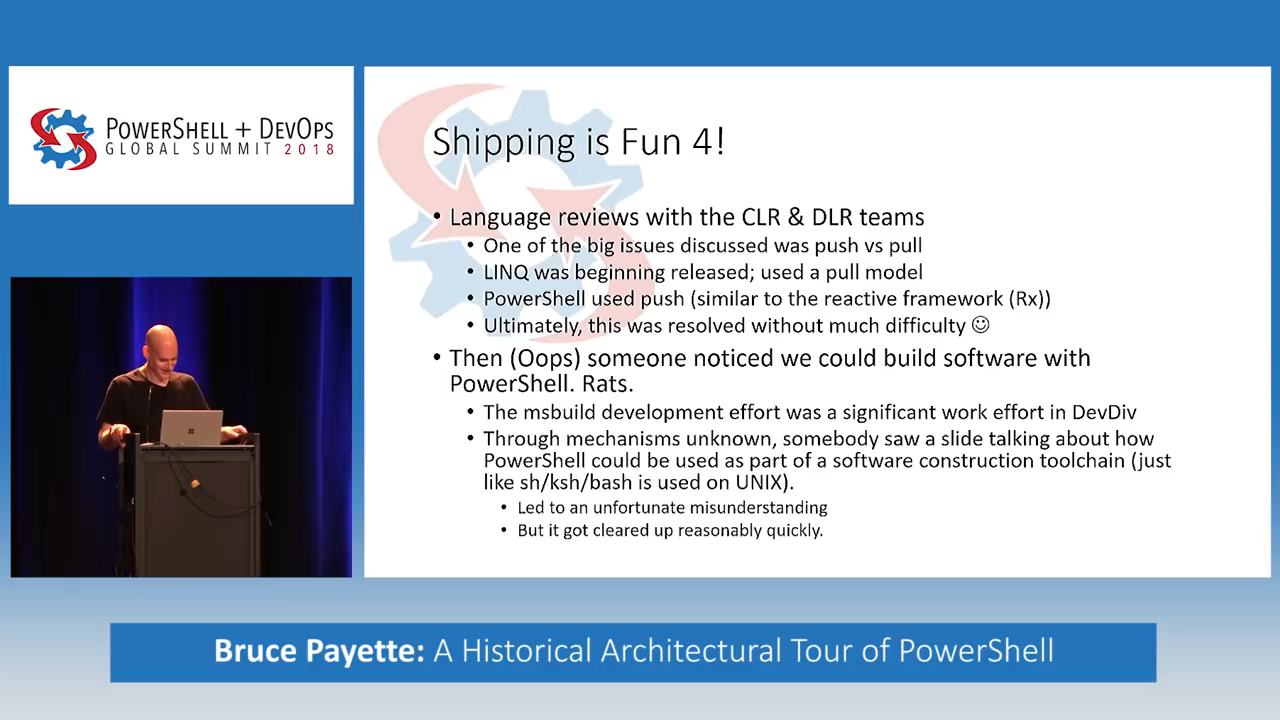 POWERSHELL + DEVOPS
GLOBAL SUMMIT 2018
Shipping is Fun 4!
• Language reviews with the CLR & DLR teams
• One of the big issues discussed was push vs pull
• LINQ was beginning released; used a pull model
• PowerShell used push (similar to the reactive framework (Rx))
• Ultimately, this was resolved without much difficulty ☺
• Then (Oops) someone noticed we could build software with
PowerShell. Rats.
• The msbuild development effort was a significant work effort in DevDiv
• Through mechanisms unknown, somebody saw a slide talking about how
PowerShell could be used as part of a software construction toolchain (just
like sh/ksh/bash is used on UNIX).
• Led to an unfortunate misunderstanding
• But it got cleared up reasonably quickly.
Bruce Payette: A Historical Architectural Tour of PowerShell